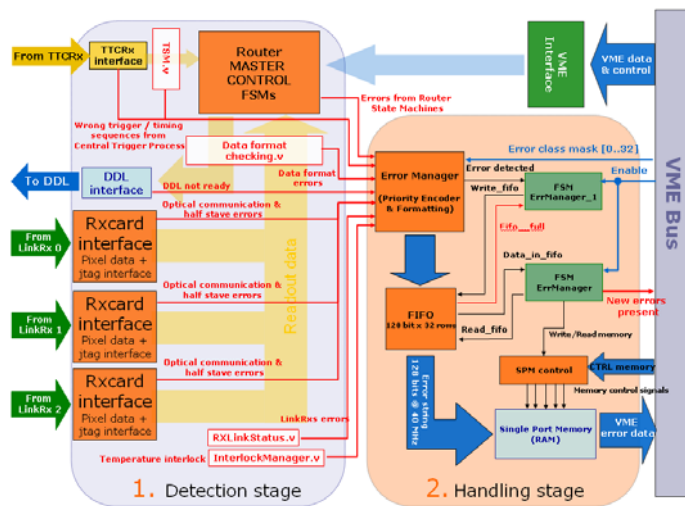 From TTCRx
TTCRx
interface
TSM.v
Router
MASTER
CONTROL
FSMs
VME
Interface
VME data
& control
VME Bus
Errors from Router
State Machines
Wrong trigger / timing
sequences from
Central Trigger Process
Data format
checking.v
Data format
errors
To DDL
DDL
interface
DDL not ready
Error Manager
(Priority Encoder
& Formatting)
Error class mask [0..32]
Error detected
Enable
Write_fifo
FSM
ErrManager_1
Fifo_full
Optical communication &
half stave errors
From
LinkRx 0
Rxcard
interface
Pixel data +
jtag interface
Readout data
Data_in_fifo
FSM
ErrManager
FIFO
128 bit x 32 rows
Read_fifo
New errors
present
Optical communication &
half stave errors
From
LinkRx 1
Rxcard
interface
Pixel data +
jtag interface
Write/Read memory
SPM control
CTRL memory
Memory control signals
Optical communication &
half stave errors
From
LinkRx 2
Rxcard
interface
Pixel data +
jtag interface
Error string
128 bits @ 40 MHz
Single Port Memory
(RAM)
VME
error data
LinkRxs errors
RXLinkStatus.v
Temperature interlock
InterlockManager.v
1. Detection stage
2. Handling stage